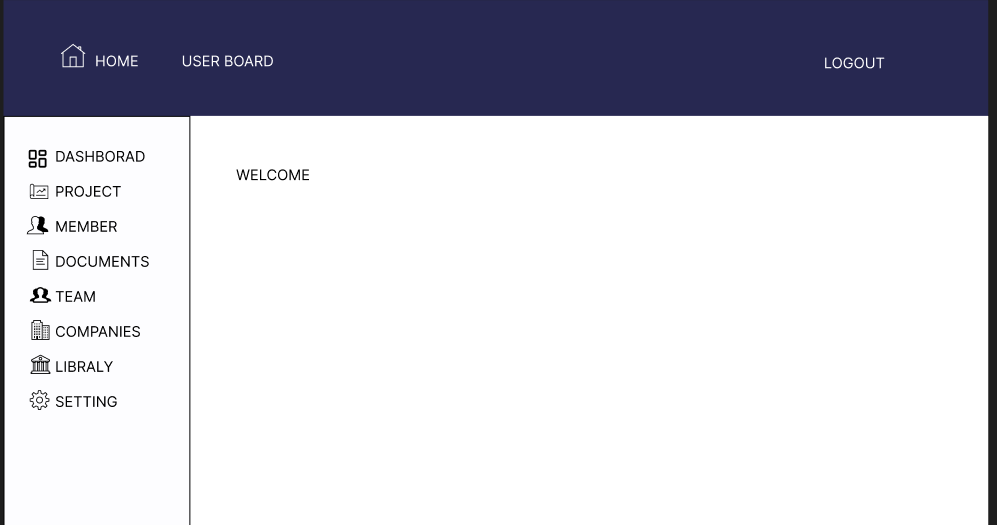 HOME USER BOARD LOGOUT
DASHBORAD
WELCOME
PROJECT
MEMBER
DOCUMENTS
TEAM
COMPANIES
LIBRALY
SETTING